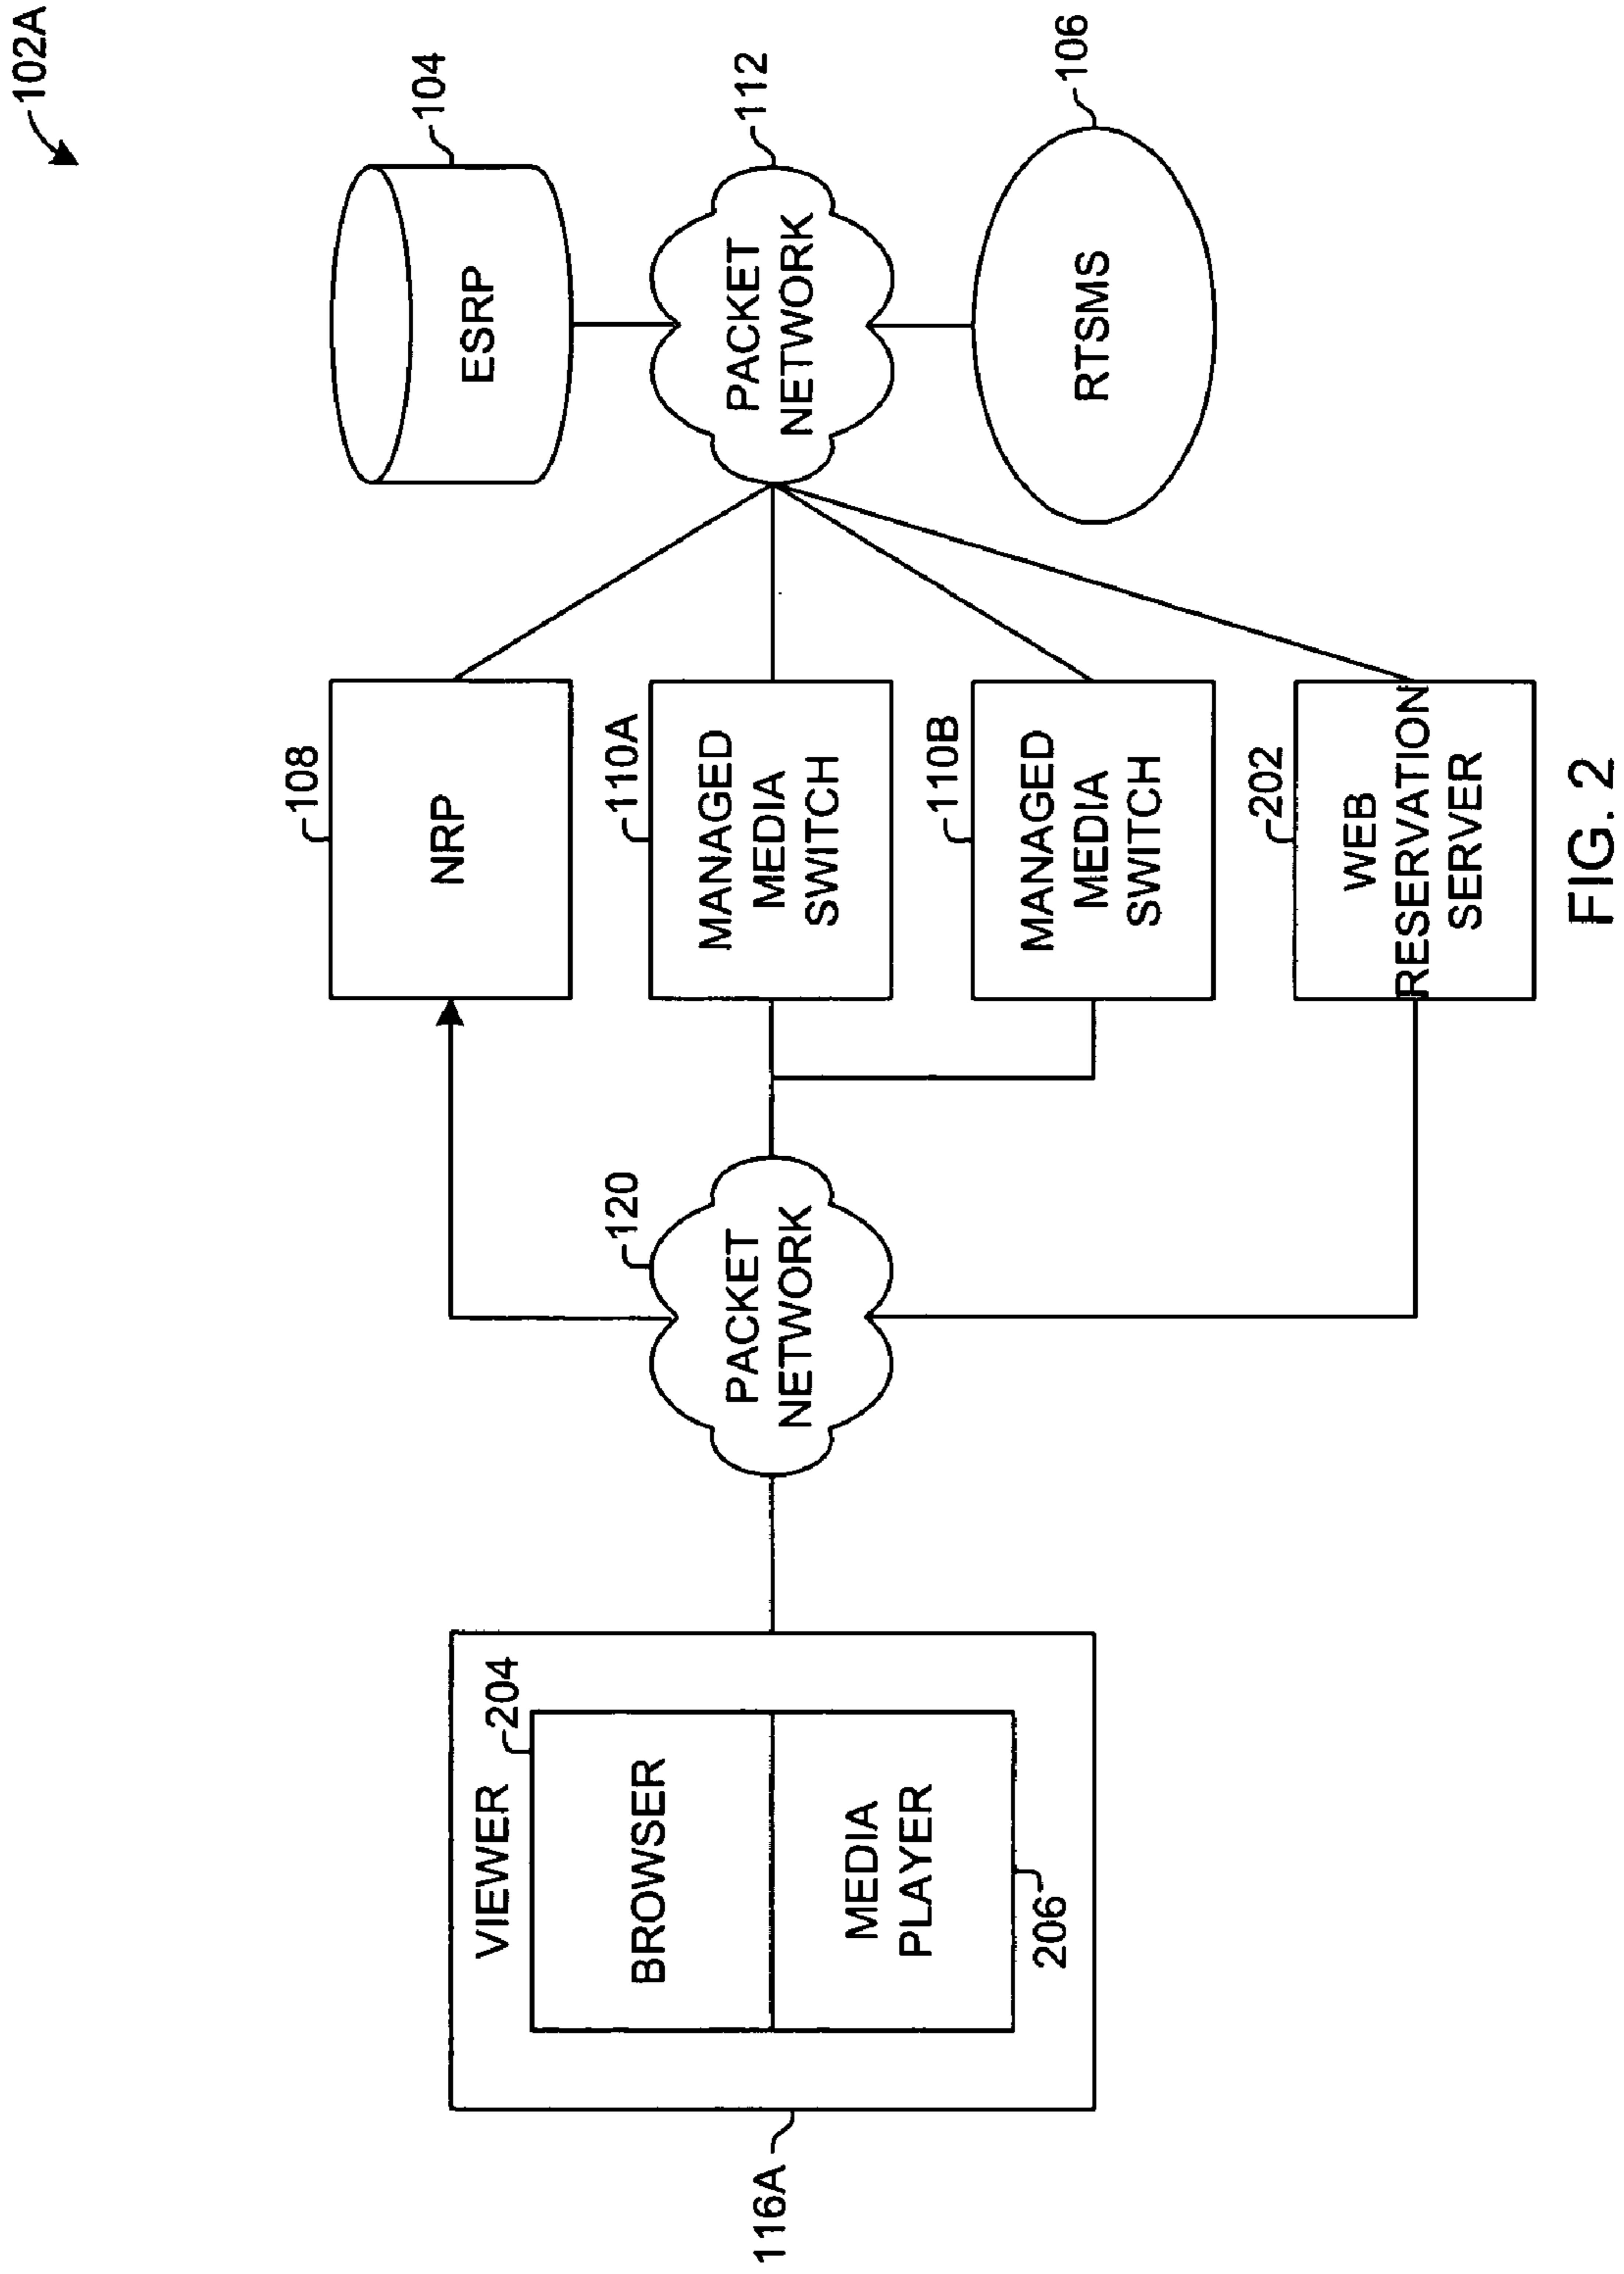 102A
104
ESRP
112
PACKET
NETWORK
106
RTSMS
108
NRP
110A
MANAGED
MEDIA
SWITCH
110B
MANAGED
MEDIA
SWITCH
202
WEB
RESERVATION
SERVER
120
PACKET
NETWORK
VIEWER
204
BROWSER
MEDIA
PLAYER
206
116A
FIG. 2